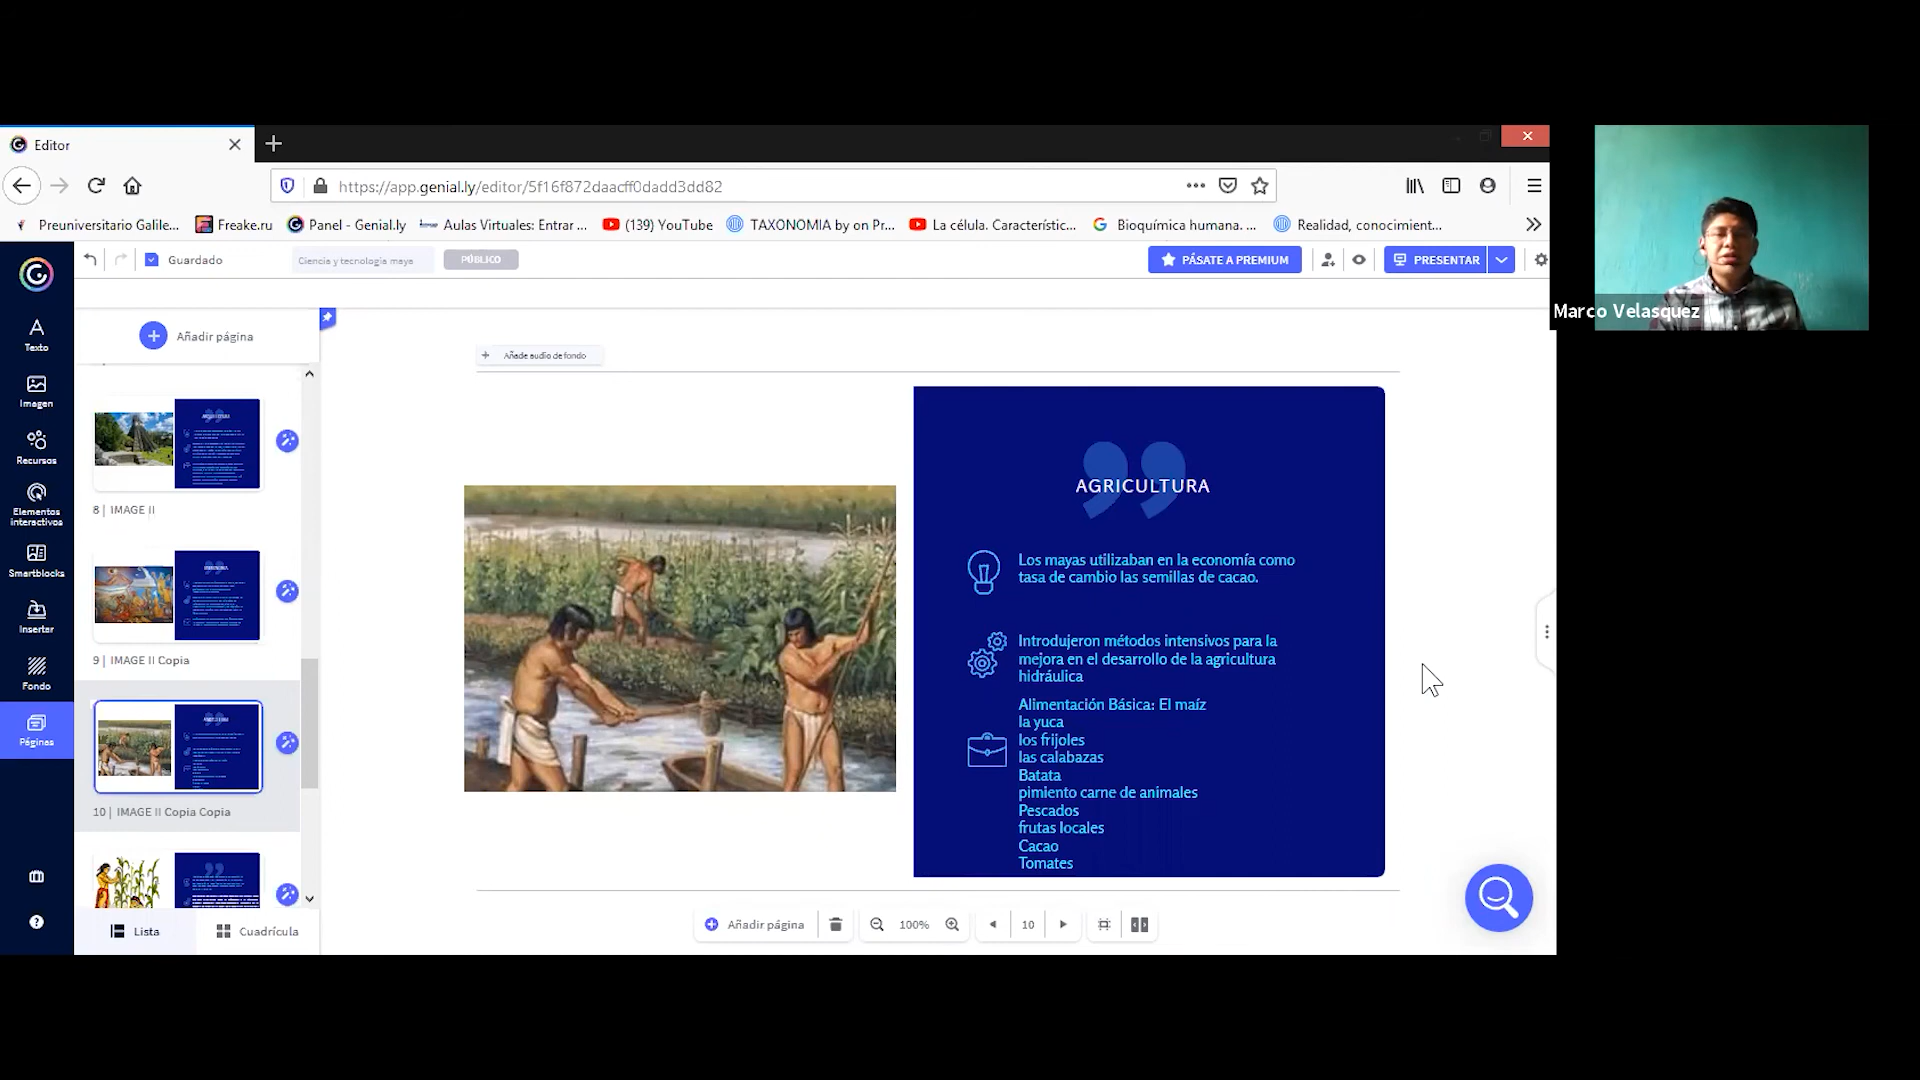 Editor
https://app.genial.ly/editor/5f16f872daacff0dadd3dd82
Preuniversitario Galile...
Freake.ru
Panel - Genial.ly
Aulas Virtuales: Entrar ...
(139) YouTube
TAXONOMIA by on Pr...
La célula. Característic...
Bioquímica humana. ...
Realidad, conocimient...
Guardado
Ciencia y tecnología maya
PÚBLICO
PÁSATE A PREMIUM
PRESENTAR
Marco Velasquez
Texto
Imagen
Recursos
Elementos
interactivos
Smartblocks
Insertar
Fondo
Páginas
Añadir página
8 | IMAGE II
9 | IMAGE II Copia
10 | IMAGE II Copia Copia
Lista
Cuadrícula
Añade audio de fondo
AGRICULTURA
Los mayas utilizaban en la economía como
tasa de cambio las semillas de cacao.
Introdujeron métodos intensivos para la
mejora en el desarrollo de la agricultura
hidráulica
Alimentación Básica: El maíz
la yuca
los frijoles
las calabazas
Batata
pimiento carne de animales
Pescados
frutas locales
Cacao
Tomates
Añadir página
100%
10